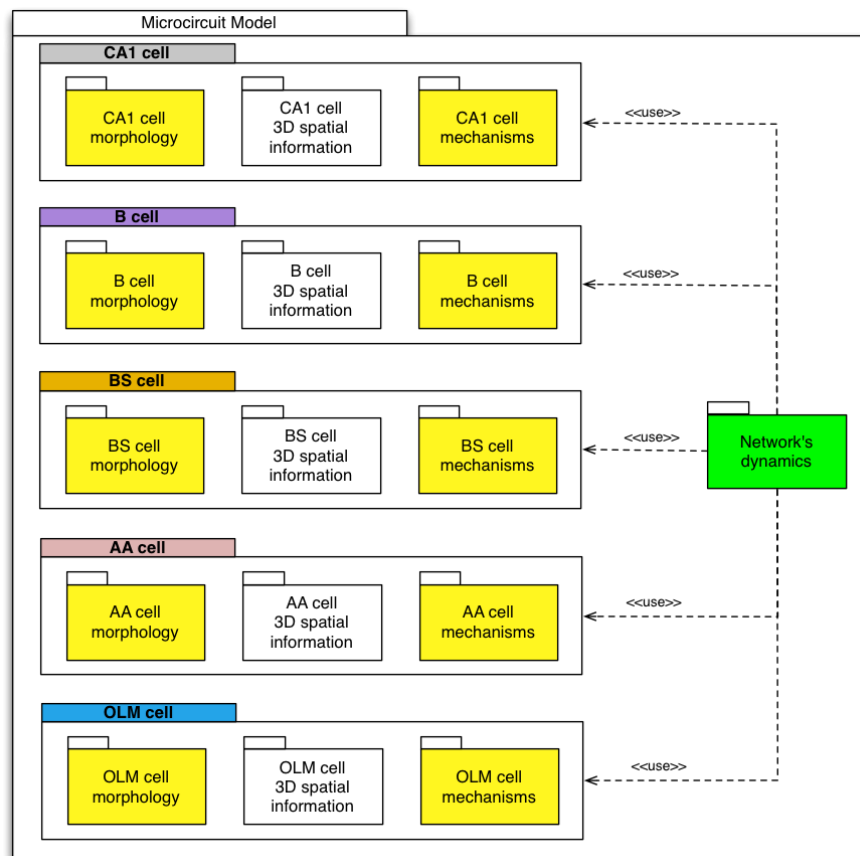 Microcircuit Model
CA1 cell
CA1 cell
morphology
CA1 cell
3D spatial
information
CA1 cell
mechanisms
<<use>>
B cell
B cell
morphology
B cell
3D spatial
information
B cell
mechanisms
<<use>>
BS cell
BS cell
morphology
BS cell
3D spatial
information
BS cell
mechanisms
<<use>>
Network's
dynamics
AA cell
AA cell
morphology
AA cell
3D spatial
information
AA cell
mechanisms
<<use>>
OLM cell
OLM cell
morphology
OLM cell
3D spatial
information
OLM cell
mechanisms
<<use>>